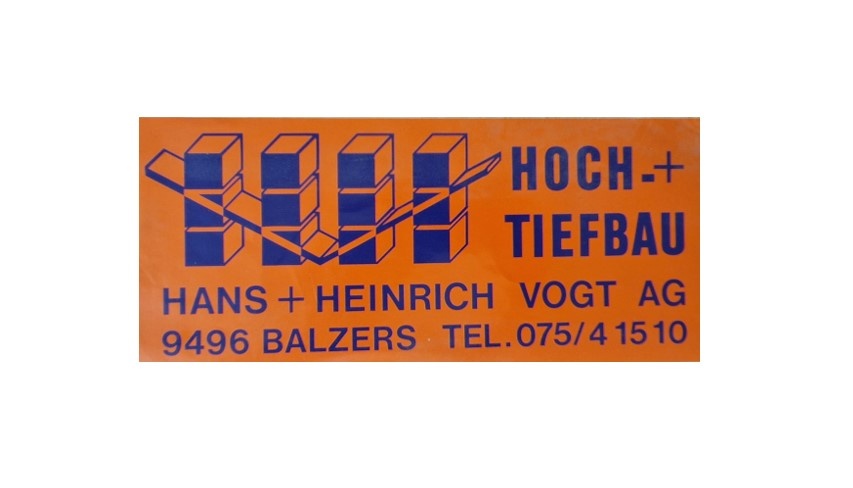 HOCH-+
TIEFBAU
HANS + HEINRICH VOGT AG
9496 BALZERS TEL. 075/4 15 10